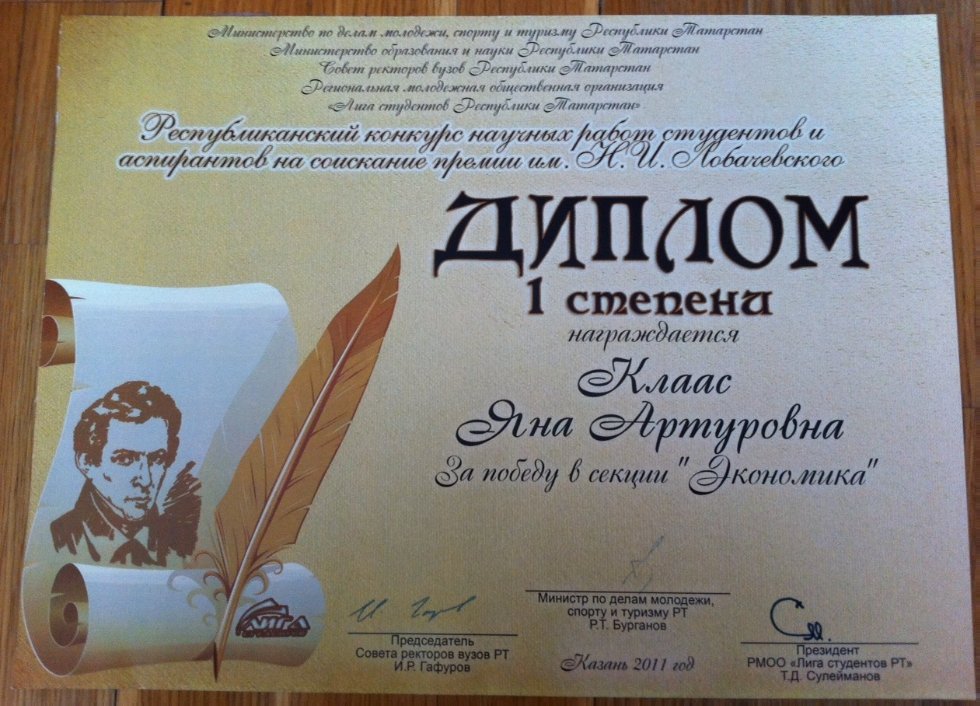 Министерство по делам молодежи, спорту и туризму Республики Татарстан
Министерство образования и науки Республики Татарстан
Совет ректоров вузов Республики Татарстан
Региональная молодежная общественная организация
«Лига студентов Республики Татарстан»
Республиканский конкурс научных работ студентов и
аспирантов на соискание премии им. Н.И.Лобачевского
ДИПЛОМ
1 степени
награждается
Клаас
Яна Артуровна
За победу в секции "Экономика"
ЛИГА
Председатель
Совета ректоров вузов РТ
И.Р. Гафуров
Министр по делам молодежи,
спорту и туризму РТ
Р.Т. Бурганов
Казань 2011 год
Президент
РМОО «Лига студентов РТ»
Т.Д. Сулейманов